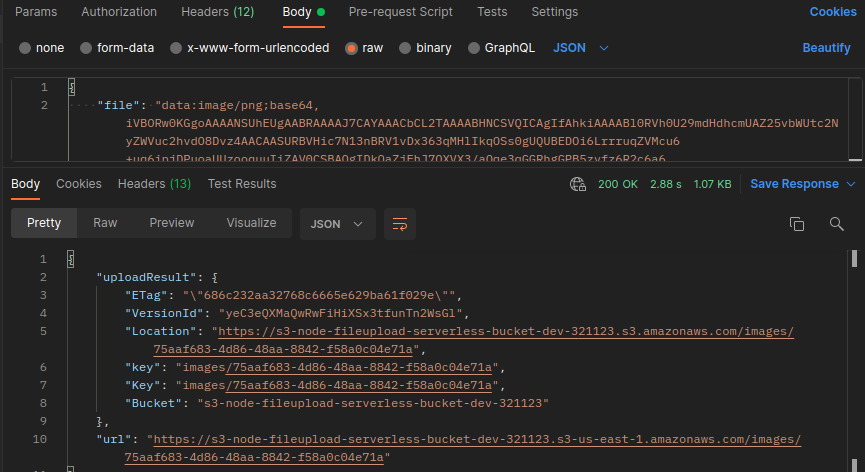 Params Authorization Headers (12) Body Pre-request Script Tests Settings Cookies
none form-data x-www-form-urlencoded raw binary GraphQL JSON Beautify
1 {
2 "file": "data:image/png;base64,
iVBORw0KGgoAAAANSUhEUgAABRAAAAJ7CAYAAACbCL2TAAAABHNCSVQICAgIfAhkiAAAABl0RVh0U29mdHdhcmUAZ25vbWUtc2N
yZWVuc2hvdO8Dvz4AACAASURBVHic7N13nBRV1vDx363qMHlIkqOSs0gUQUBEDOi6LrrruqZVMcu6
Body Cookies Headers (13) Test Results 200 OK 2.88 s 1.07 KB Save Response
Pretty Raw Preview Visualize JSON
1 {
2 "uploadResult": {
3 "ETag": "\"686c232aa32768c6665e629ba61f029e\"",
4 "VersionId": "yeC3eQXMaQwRwFiHiXSx3tfunTn2WsGl",
5 "Location": "https://s3-node-fileupload-serverless-bucket-dev-321123.s3.amazonaws.com/images/
75aaf683-4d86-48aa-8842-f58a0c04e71a",
6 "key": "images/75aaf683-4d86-48aa-8842-f58a0c04e71a",
7 "Key": "images/75aaf683-4d86-48aa-8842-f58a0c04e71a",
8 "Bucket": "s3-node-fileupload-serverless-bucket-dev-321123"
9 },
10 "url": "https://s3-node-fileupload-serverless-bucket-dev-321123.s3-us-east-1.amazonaws.com/images/
75aaf683-4d86-48aa-8842-f58a0c04e71a"